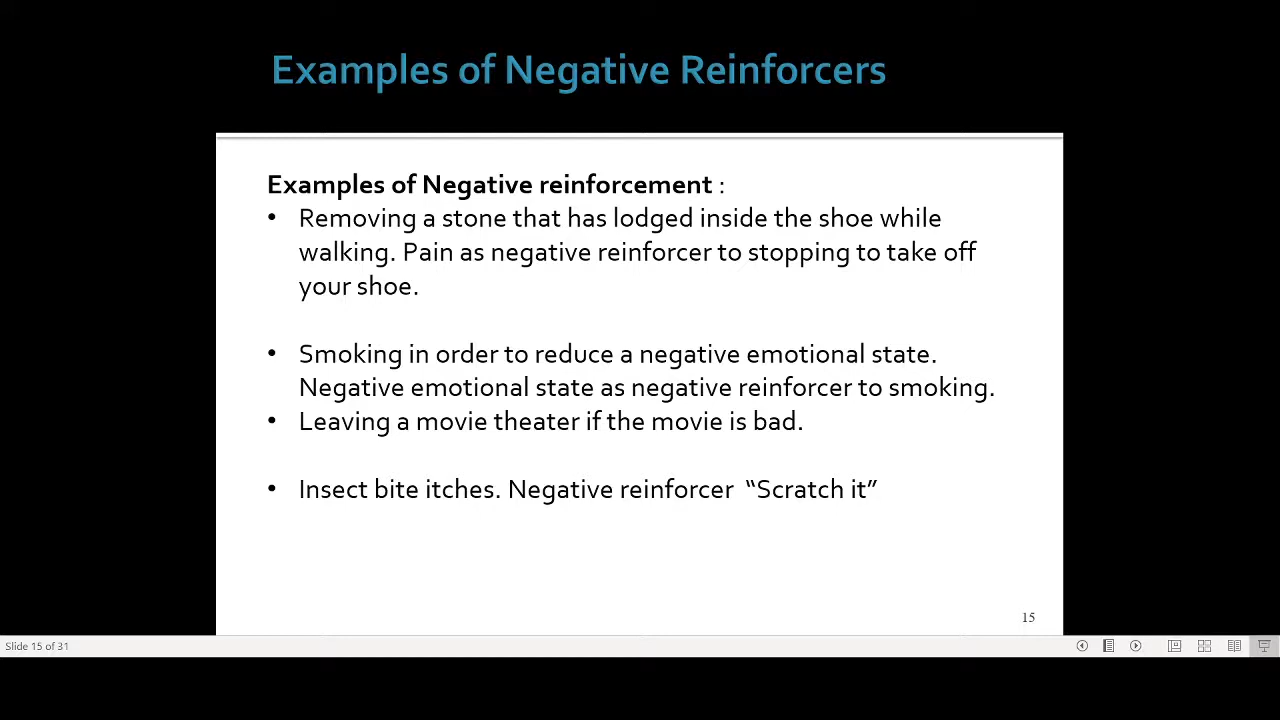 Examples of Negative Reinforcers
Examples of Negative reinforcement :
• Removing a stone that has lodged inside the shoe while
walking. Pain as negative reinforcer to stopping to take off
your shoe.
• Smoking in order to reduce a negative emotional state.
Negative emotional state as negative reinforcer to smoking.
• Leaving a movie theater if the movie is bad.
• Insect bite itches. Negative reinforcer “Scratch it”
15
Slide 15 of 31